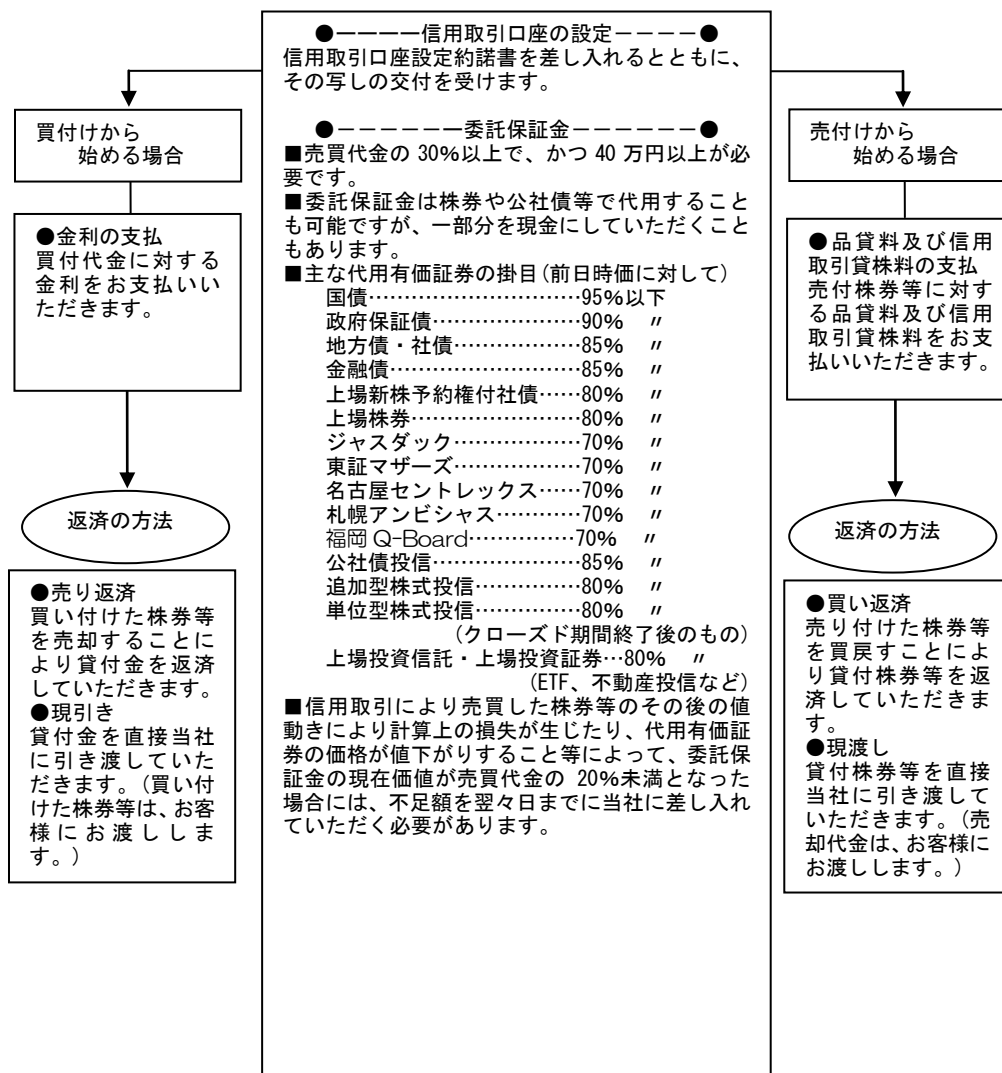 ●－－－－信用取引口座の設定－－－－●
信用取引口座設定約諾書を差し入れるとともに、
その写しの交付を受けます。
●－－－－－－委託保証金－－－－－－●
■売買代金の 30%以上で、かつ 40 万円以上が必
要です。
■委託保証金は株券や公社債等で代用すること
も可能ですが、一部分を現金にしていただくこと
もあります。
■主な代用有価証券の掛目(前日時価に対して)
国債……………………………95%以下
政府保証債……………………90%　〃
地方債・社債…………………85%　〃
金融債…………………………85%　〃
上場新株予約権付社債……80%　〃
上場株券………………………80%　〃
ジャスダック………………70%　〃
東証マザーズ………………70%　〃
名古屋セントレックス……70%　〃
札幌アンビシャス…………70%　〃
福岡 Q-Board……………70%　〃
公社債投信……………………85%　〃
追加型株式投信……………80%　〃
単位型株式投信……………80%　〃
(クローズド期間終了後のもの)
上場投資信託・上場投資証券…80%　〃
(ETF、不動産投信など)
■信用取引により売買した株券等のその後の値
動きにより計算上の損失が生じたり、代用有価証
券の価格が値下がりすること等によって、委託保
証金の現在価値が売買代金の 20%未満となった
場合には、不足額を翌々日までに当社に差し入れ
ていただく必要があります。
買付けから
始める場合
●金利の支払
買付代金に対する
金利をお支払いい
ただきます。
返済の方法
●売り返済
買い付けた株券等
を売却することに
より貸付金を返済
していただきます。
●現引き
貸付金を直接当社
に引き渡していた
だきます。(買い付
けた株券等は、お客
様にお渡ししま
す。)
売付けから
始める場合
●品貸料及び信用
取引貸株料の支払
売付株券等に対す
る品貸料及び信用
取引貸株料をお支
払いいただきます。
返済の方法
●買い返済
売り付けた株券等
を買戻すことによ
り貸付株券等を返
済していただきま
す。
●現渡し
貸付株券等を直接
当社に引き渡して
いただきます。(売
却代金は、お客様に
お渡しします。)